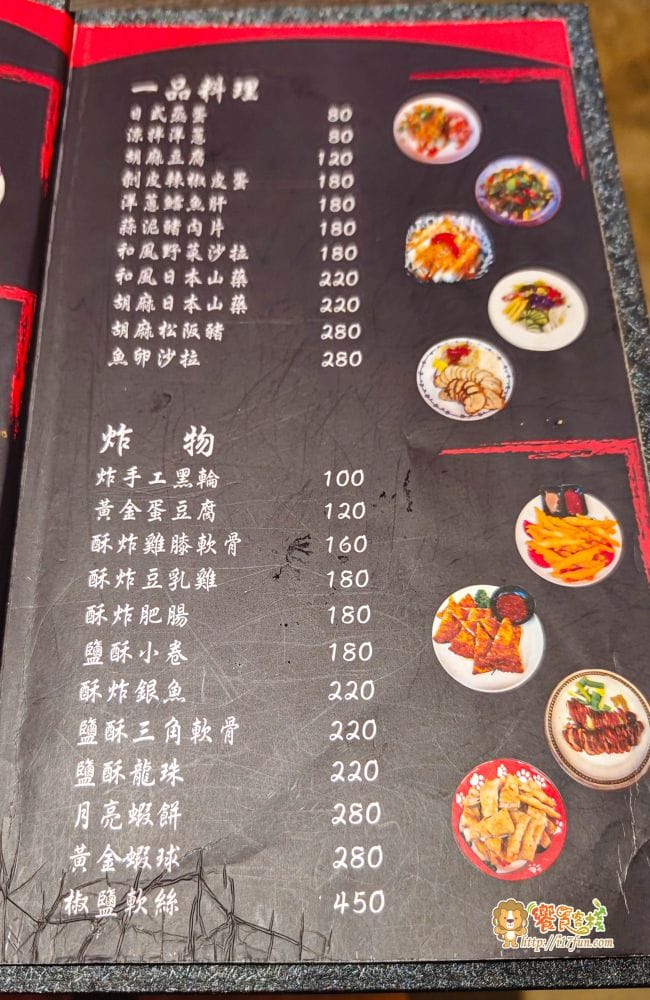 一品料理
日式蒸蛋 80
涼拌洋蔥 80
胡麻豆腐 120
剝皮辣椒皮蛋 180
洋蔥鱈魚肝 180
蒜泥豬肉片 180
和風野菜沙拉 180
和風日本山藥 220
胡麻日本山藥 220
胡麻松阪豬 280
魚卵沙拉 280
炸 物
炸手工黑輪 100
黃金蛋豆腐 120
酥炸雞膝軟骨 160
酥炸豆乳雞 180
酥炸肥腸 180
鹽酥小卷 180
酥炸銀魚 220
鹽酥三角軟骨 220
鹽酥龍珠 220
月亮蝦餅 280
黃金蝦球 280
椒鹽軟絲 450
饗食客棧
http://i17fun.com